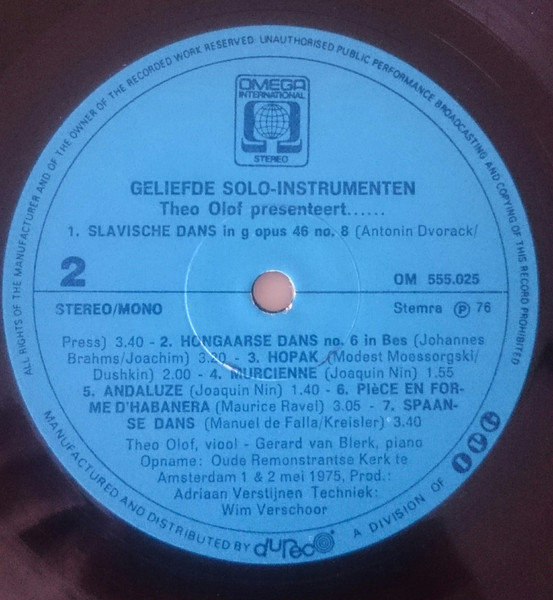 ALL RIGHTS OF THE MANUFACTURER AND OF THE OWNER OF THE RECORDED WORK RESERVED UNAUTHORISED PUBLIC PERFORMANCE BROADCASTING AND COPYING OF THIS RECORD PROHIBITED
OMEGA
INTERNATIONAL
STEREO
GELIEFDE SOLO-INSTRUMENTEN
Theo Olof presenteert......
1. SLAVISCHE DANS in g opus 46 no. 8 (Antonin Dvorack/
2
OM 555.025
STEREO/MONO
Stemra Ⓟ 76
Press) 3.40 - 2. HONGAARSE DANS no. 6 in Bes (Johannes
Brahms/Joachim) 3.20 - 3. HOPAK (Modest Moessorgski/
Dushkin) 2.00 - 4. MURCIENNE (Joaquin Nin) 1.55
5. ANDALUZE (Joaquin Nin) 1.40 - 6. PIèCE EN FOR-
ME D'HABANERA (Maurice Ravel) 3.05 - 7. SPAAN-
SE DANS (Manuel de Falla/Kreisler) 3.40
Theo Olof, viool - Gerard van Blerk, piano
Opname: Oude Remonstrantse Kerk te
Amsterdam 1 & 2 mei 1975, Prod.:
Adriaan Verstijnen Techniek:
Wim Verschoor
MANUFACTURED AND DISTRIBUTED BY dureco A DIVISION OF